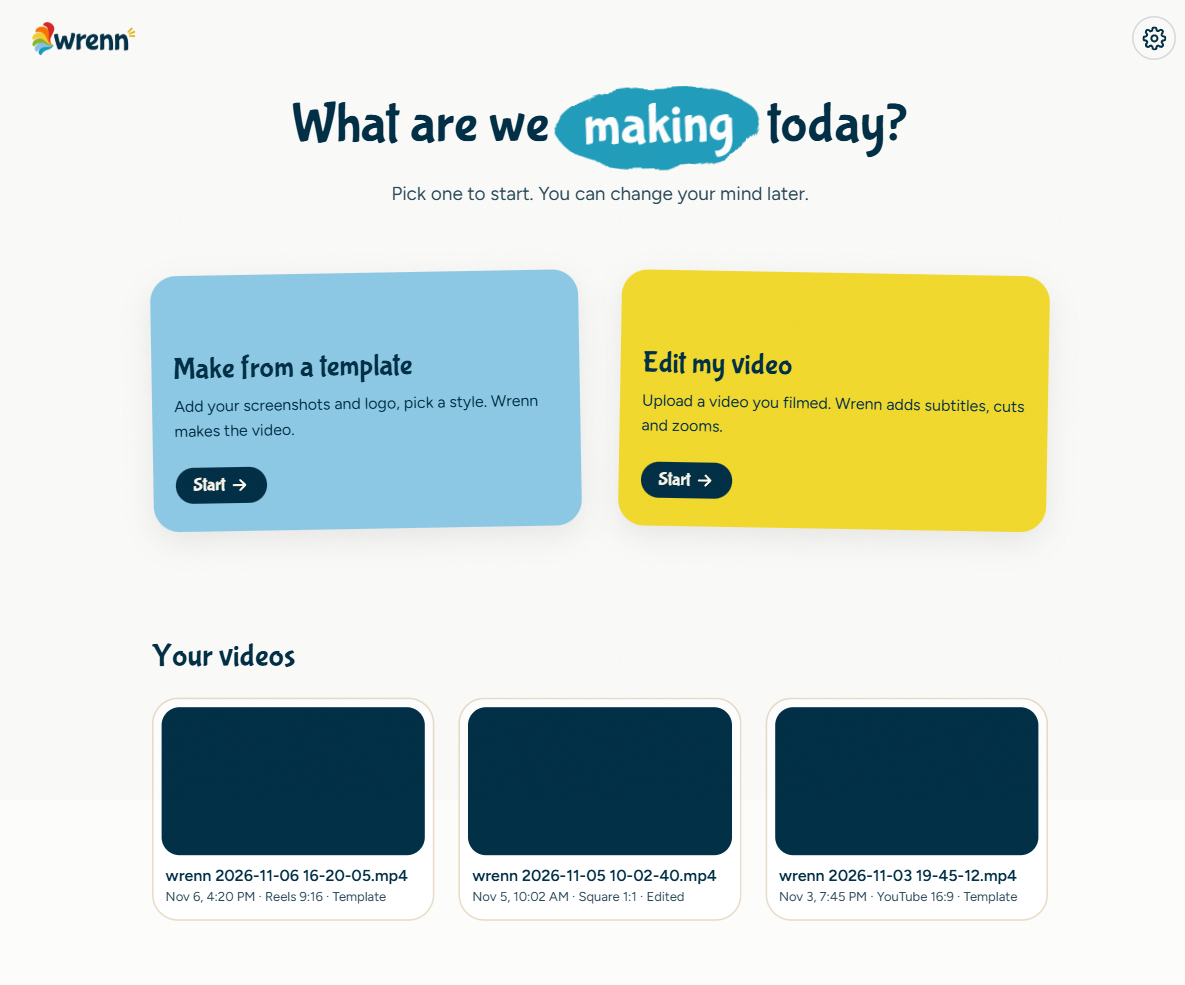 wrenn
What are we making today?
Pick one to start. You can change your mind later.
Make from a template
Add your screenshots and logo, pick a style. Wrenn
makes the video.
Start →
Edit my video
Upload a video you filmed. Wrenn adds subtitles, cuts
and zooms.
Start →
Your videos
wrenn 2026-11-06 16-20-05.mp4
Nov 6, 4:20 PM · Reels 9:16 · Template
wrenn 2026-11-05 10-02-40.mp4
Nov 5, 10:02 AM · Square 1:1 · Edited
wrenn 2026-11-03 19-45-12.mp4
Nov 3, 7:45 PM · YouTube 16:9 · Template